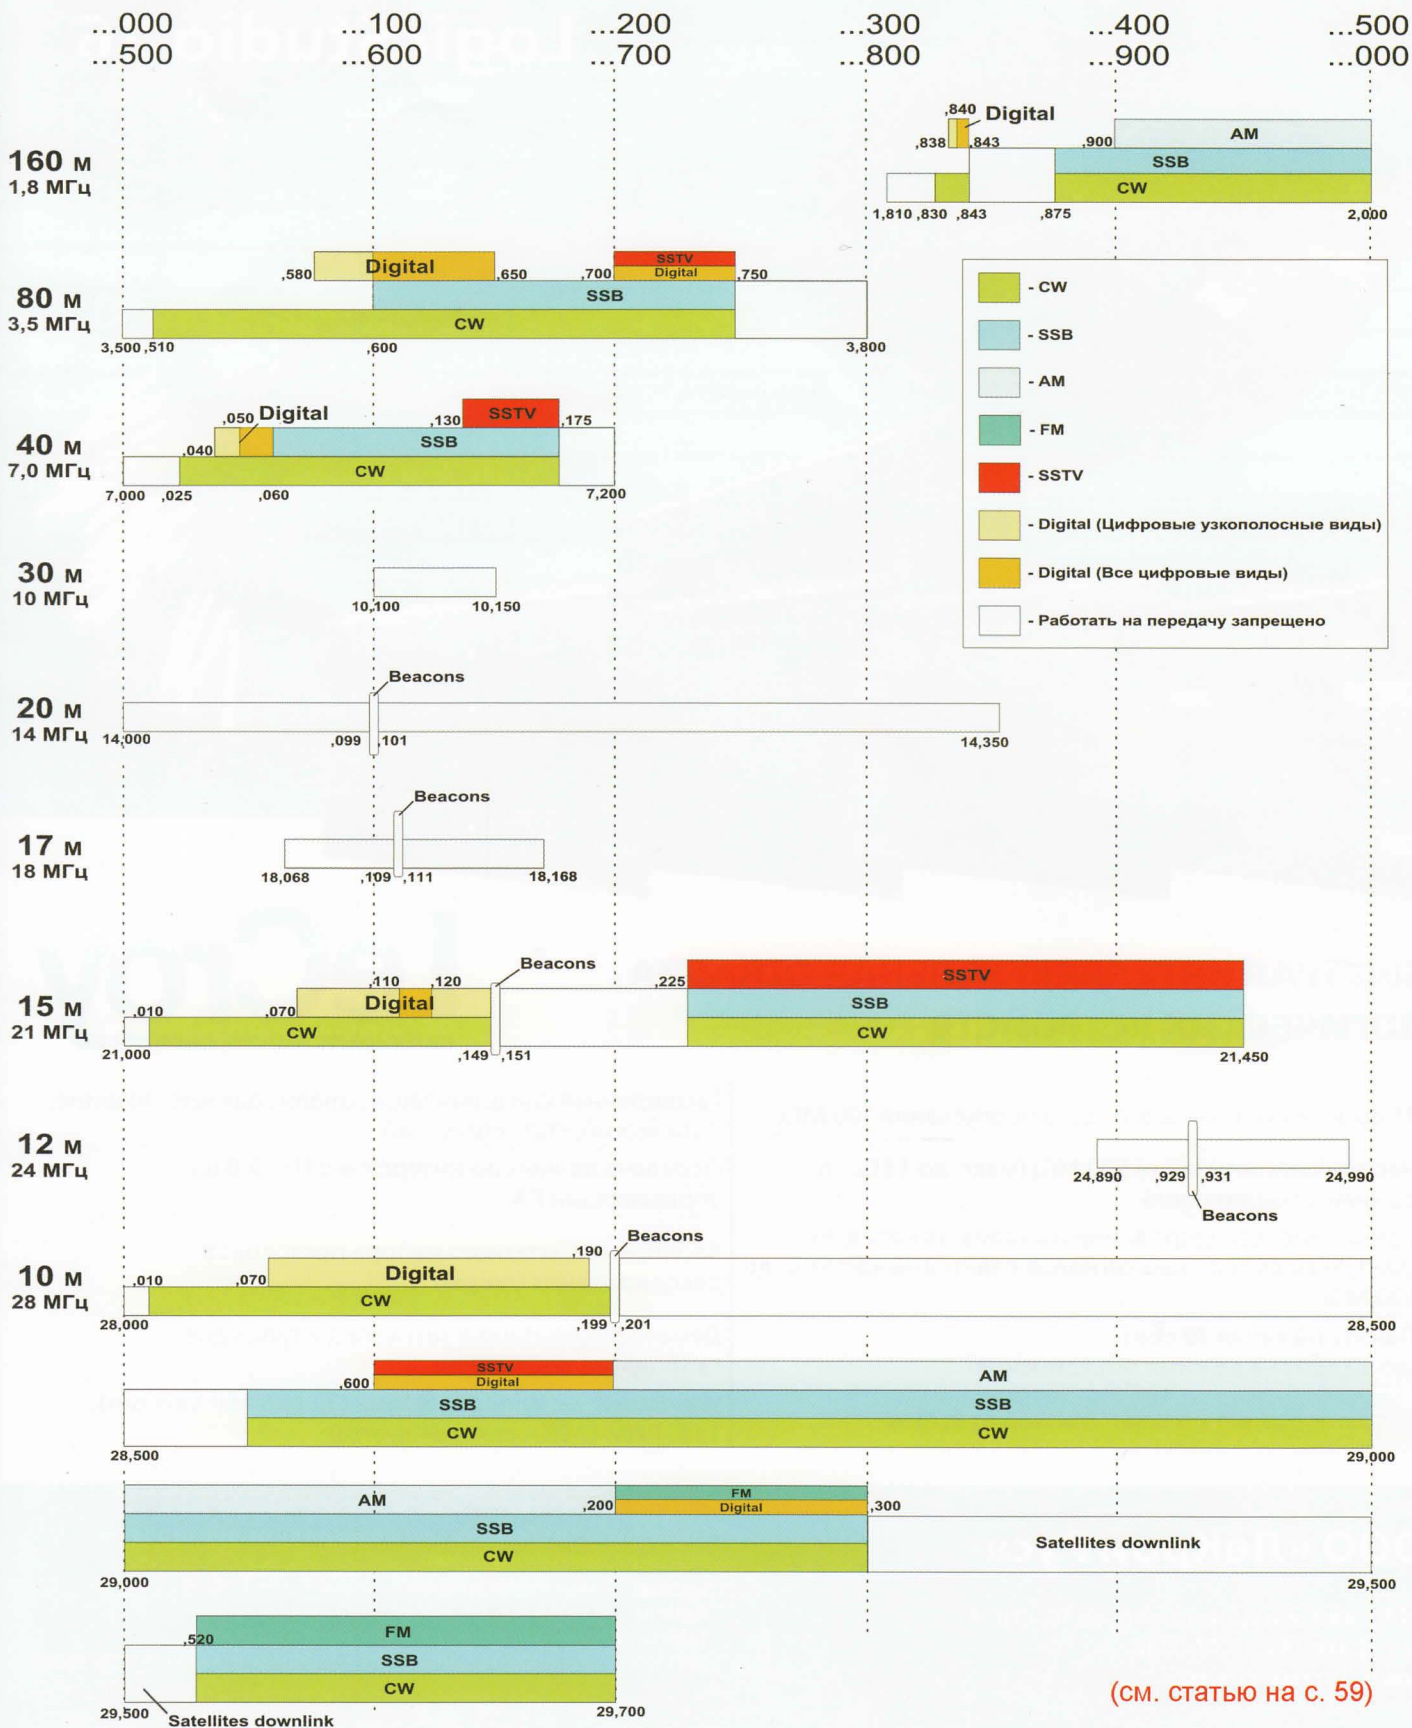 ...000 ...100 ...200 ...300 ...400 ...500
...500 ...600 ...700 ...800 ...900 ...000
160 м
1,8 МГц
,840 Digital
,838 ,843 ,900 AM
SSB
CW
1,810 ,830 ,843 ,875 2,000
80 м
3,5 МГц
,580 Digital ,650 ,700 SSTV ,750
Digital
SSB
CW
3,500 ,510 ,600 3,800
- CW
- SSB
- AM
- FM
- SSTV
- Digital (Цифровые узкополосные виды)
- Digital (Все цифровые виды)
- Работать на передачу запрещено
40 м
7,0 МГц
,050 Digital ,130 SSTV ,175
,040 SSB
CW
7,000 ,025 ,060 7,200
30 м
10 МГц
10,100 10,150
20 м
14 МГц
Beacons
14,000 ,099 ,101 14,350
17 м
18 МГц
Beacons
18,068 ,109 ,111 18,168
15 м
21 МГц
Beacons
,110 ,120 ,225 SSTV
,010 ,070 Digital SSB
CW CW
21,000 ,149 ,151 21,450
12 м
24 МГц
24,890 ,929 ,931 24,990
Beacons
10 м
28 МГц
Beacons
,190
,010 ,070 Digital
CW
28,000 ,199 ,201 28,500
,600 SSTV AM
Digital
SSB SSB
CW CW
28,500 29,000
AM ,200 FM ,300
Digital
SSB
CW Satellites downlink
29,000 29,500
,520 FM
SSB
CW
29,500 Satellites downlink 29,700
(см. статью на с. 59)